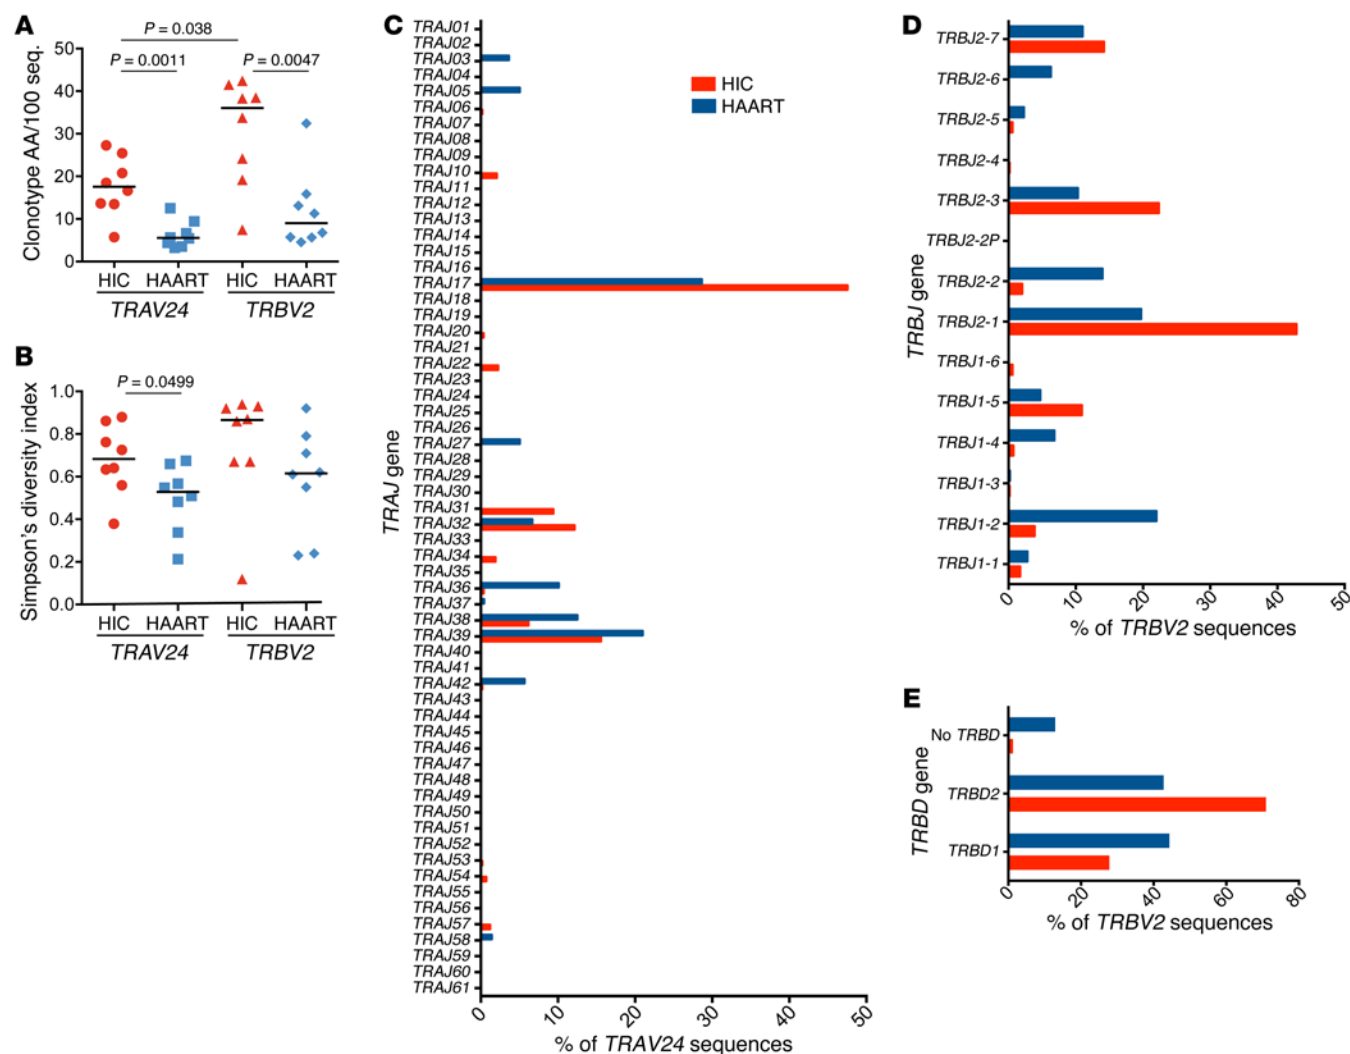 A
P = 0.038
P = 0.0011
P = 0.0047
Clonotype AA/100 seq.
50
40
30
20
10
0
HIC HAART HIC HAART
TRAV24 TRBV2
B
P = 0.0499
Simpson's diversity index
1.0
0.8
0.6
0.4
0.2
0.0
HIC HAART HIC HAART
TRAV24 TRBV2
C
HIC
HAART
TRAJ gene
TRAJ01
TRAJ02
TRAJ03
TRAJ04
TRAJ05
TRAJ06
TRAJ07
TRAJ08
TRAJ09
TRAJ10
TRAJ11
TRAJ12
TRAJ13
TRAJ14
TRAJ15
TRAJ16
TRAJ17
TRAJ18
TRAJ19
TRAJ20
TRAJ21
TRAJ22
TRAJ23
TRAJ24
TRAJ25
TRAJ26
TRAJ27
TRAJ28
TRAJ29
TRAJ30
TRAJ31
TRAJ32
TRAJ33
TRAJ34
TRAJ35
TRAJ36
TRAJ37
TRAJ38
TRAJ39
TRAJ40
TRAJ41
TRAJ42
TRAJ43
TRAJ44
TRAJ45
TRAJ46
TRAJ47
TRAJ48
TRAJ49
TRAJ50
TRAJ51
TRAJ52
TRAJ53
TRAJ54
TRAJ55
TRAJ56
TRAJ57
TRAJ58
TRAJ59
TRAJ60
TRAJ61
0 10 20 30 40 50
% of TRAV24 sequences
D
TRBJ gene
TRBJ2-7
TRBJ2-6
TRBJ2-5
TRBJ2-4
TRBJ2-3
TRBJ2-2P
TRBJ2-2
TRBJ2-1
TRBJ1-6
TRBJ1-5
TRBJ1-4
TRBJ1-3
TRBJ1-2
TRBJ1-1
0 10 20 30 40 50
% of TRBV2 sequences
E
TRBD gene
No TRBD
TRBD2
TRBD1
0 20 40 60 80
% of TRBV2 sequences